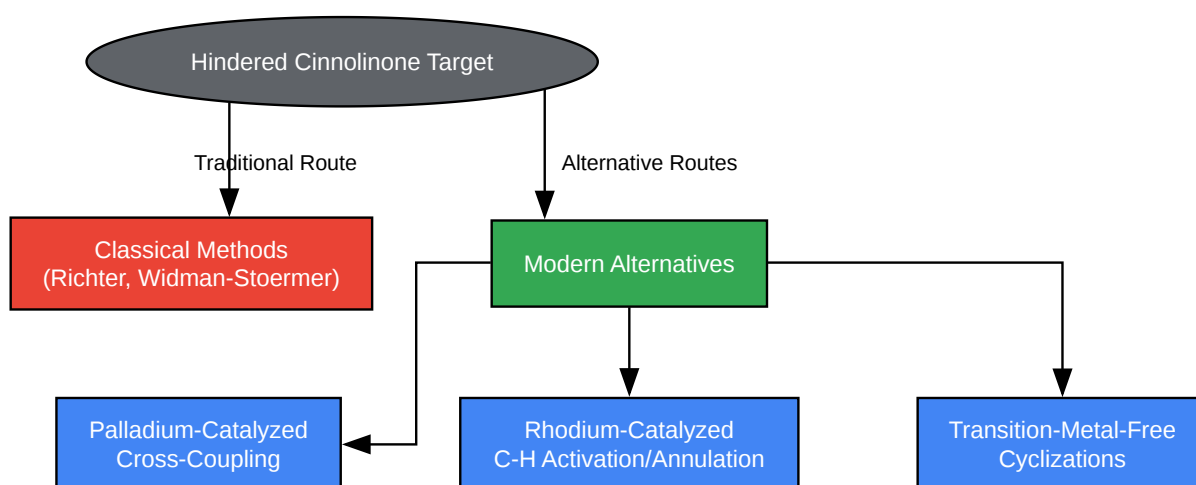 Hindered Cinnolinone Target
Traditional Route
Alternative Routes
Classical Methods
(Richter, Widman-Stoermer)
Modern Alternatives
Palladium-Catalyzed
Cross-Coupling
Rhodium-Catalyzed
C-H Activation/Annulation
Transition-Metal-Free
Cyclizations